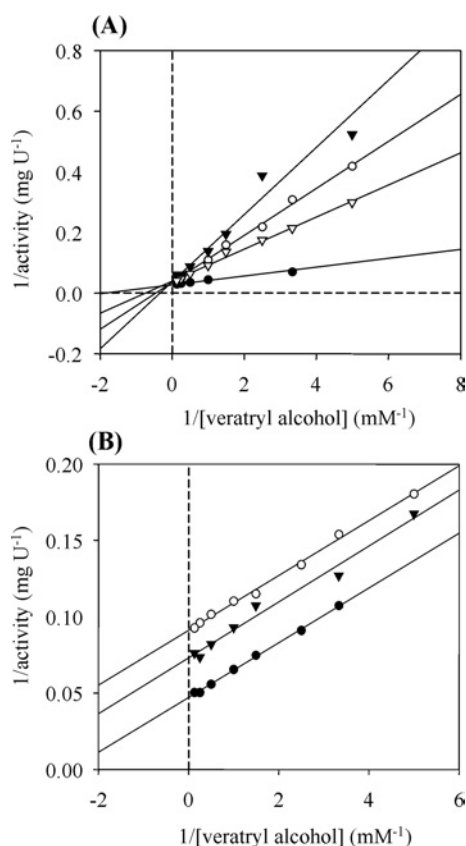 (A)
0.8
0.6
0.4
0.2
0.0
-0.2
1/activity (mg U⁻¹)
-2 0 2 4 6 8
1/[veratryl alcohol] (mM⁻¹)
(B)
0.20
0.15
0.10
0.05
0.00
1/activity (mg U⁻¹)
-2 0 2 4 6
1/[veratryl alcohol] (mM⁻¹)